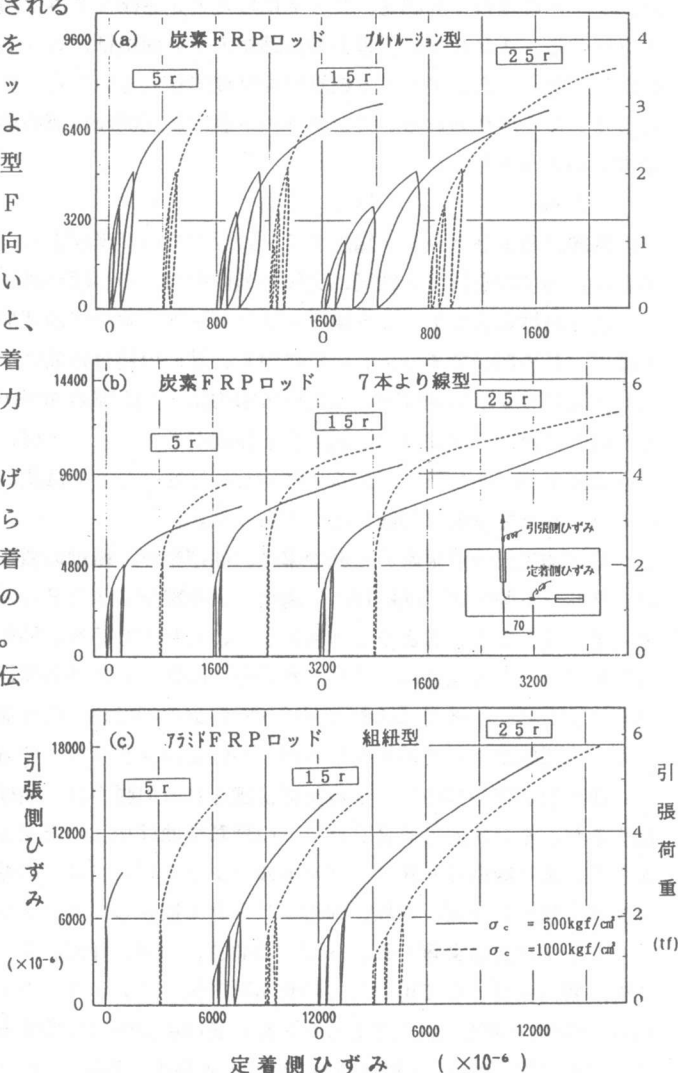 される
を
ッ
よ
型
F
向
い
と、
着
力
げ
ら
着
の
。
伝
(a) 炭素FRPロッド プルトルージョン型
5r
15r
25r
9600
6400
3200
0
4
3
2
1
0
0
800
1600
0
800
1600
(b) 炭素FRPロッド 7本より線型
5r
15r
25r
14400
9600
4800
0
6
4
2
0
引張側ひずみ
定着側ひずみ
70
0
1600
3200
0
1600
3200
(c) アラミドFRPロッド 組紐型
5r
15r
25r
18000
12000
6000
0
6
4
2
0
σc = 500kgf/cm²
σc =1000kgf/cm²
0
6000
12000
0
6000
12000
引張側ひずみ
(×10⁻⁶)
引張荷重
(tf)
定着側ひずみ (×10⁻⁶)